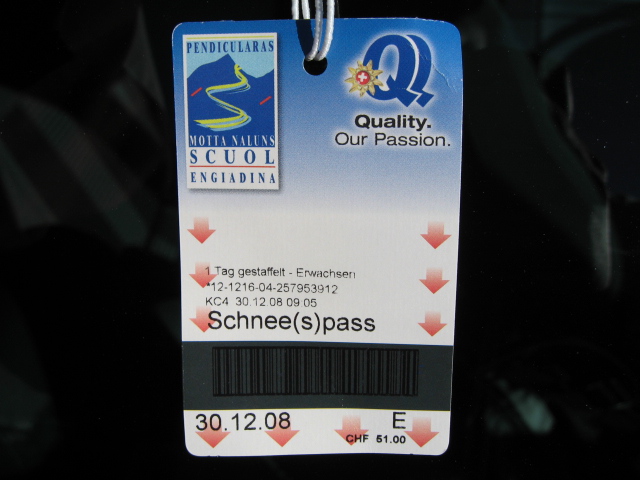 PENDICULARAS
MOTTA NALUNS
SCUOL
ENGIADINA
Q
Quality.
Our Passion.
1 Tag gestaffelt - Erwachsen
*12-1216-04-257953912
KC4 30.12.08 09:05
Schnee(s)pass
30.12.08 E
CHF 51.00